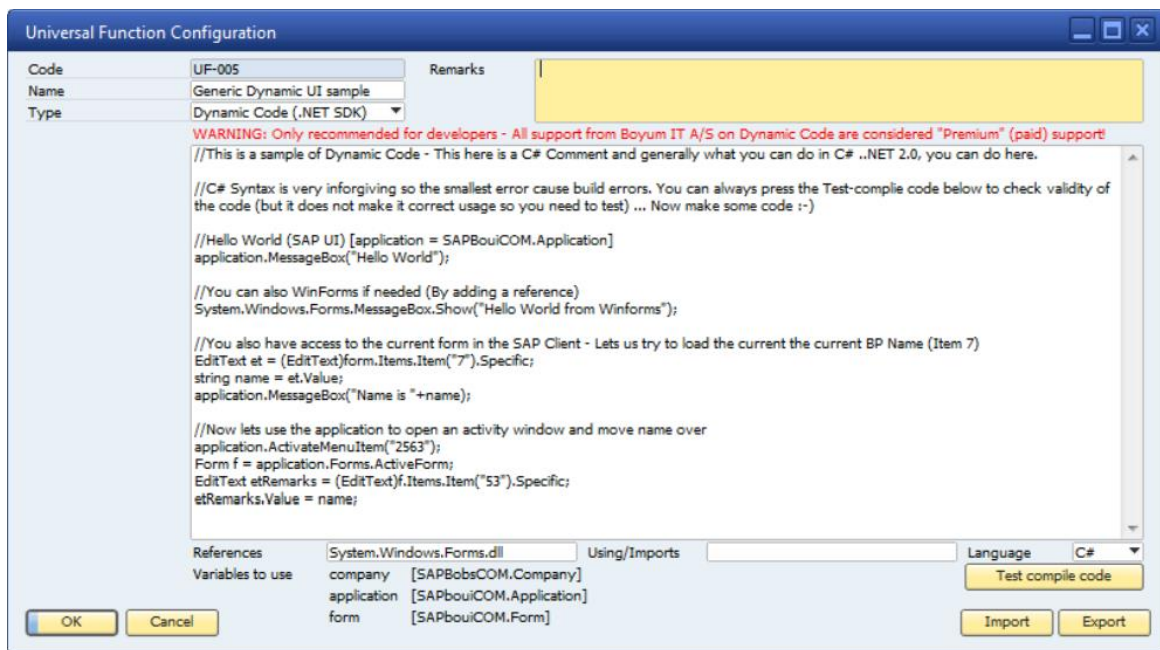 Universal Function Configuration
Code UF-005 Remarks
Name Generic Dynamic UI sample
Type Dynamic Code (.NET SDK)
WARNING: Only recommended for developers - All support from Boyum IT A/S on Dynamic Code are considered "Premium" (paid) support!
//This is a sample of Dynamic Code - This here is a C# Comment and generally what you can do in C# ..NET 2.0, you can do here.
//C# Syntax is very inforgiving so the smallest error cause build errors. You can always press the Test-complie code below to check validity of
the code (but it does not make it correct usage so you need to test) ... Now make some code :-)
//Hello World (SAP UI) [application = SAPBouiCOM.Application]
application.MessageBox("Hello World");
//You can also WinForms if needed (By adding a reference)
System.Windows.Forms.MessageBox.Show("Hello World from Winforms");
//You also have access to the current form in the SAP Client - Lets us try to load the current the current BP Name (Item 7)
EditText et = (EditText)form.Items.Item("7").Specific;
string name = et.Value;
application.MessageBox("Name is "+name);
//Now lets use the application to open an activity window and move name over
application.ActivateMenuItem("2563");
Form f = application.Forms.ActiveForm;
EditText etRemarks = (EditText)f.Items.Item("53").Specific;
etRemarks.Value = name;
References System.Windows.Forms.dll Using/Imports Language C#
Variables to use company [SAPBobsCOM.Company] Test compile code
application [SAPbouiCOM.Application]
form [SAPbouiCOM.Form]
OK Cancel Import Export